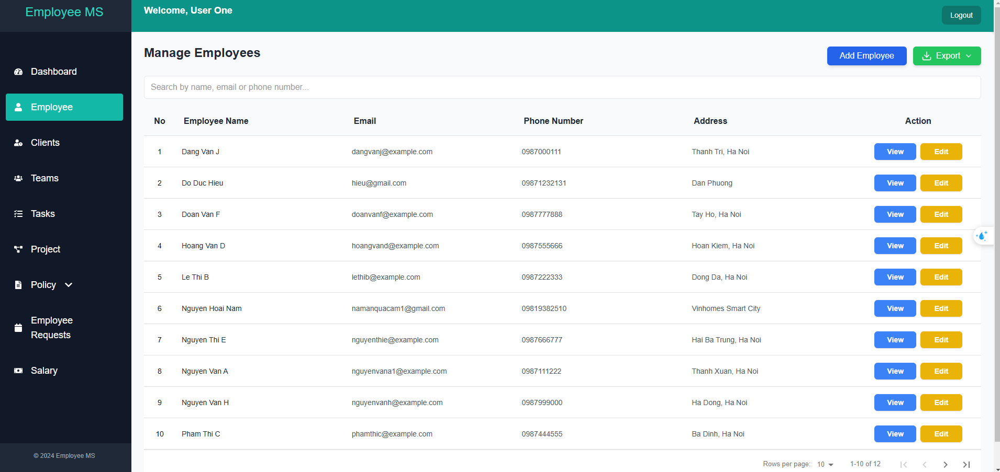 Employee MS
Welcome, User One
Logout
Dashboard
Employee
Clients
Teams
Tasks
Project
Policy
Employee
Requests
Salary
© 2024 Employee MS
Manage Employees
Add Employee
Export
Search by name, email or phone number...
No Employee Name Email Phone Number Address Action
1 Dang Van J dangvanj@example.com 0987000111 Thanh Tri, Ha Noi View Edit
2 Do Duc Hieu hieu@gmail.com 09871232131 Dan Phuong View Edit
3 Doan Van F doanvanf@example.com 0987777888 Tay Ho, Ha Noi View Edit
4 Hoang Van D hoangvand@example.com 0987555666 Hoan Kiem, Ha Noi View Edit
5 Le Thi B lethib@example.com 0987222333 Dong Da, Ha Noi View Edit
6 Nguyen Hoai Nam namanquacam1@gmail.com 09819382510 Vinhomes Smart City View Edit
7 Nguyen Thi E nguyenthie@example.com 0987666777 Hai Ba Trung, Ha Noi View Edit
8 Nguyen Van A nguyenvana1@example.com 0987111222 Thanh Xuan, Ha Noi View Edit
9 Nguyen Van H nguyenvanh@example.com 0987999000 Ha Dong, Ha Noi View Edit
10 Pham Thi C phamthic@example.com 0987444555 Ba Dinh, Ha Noi View Edit
Rows per page: 10 1-10 of 12